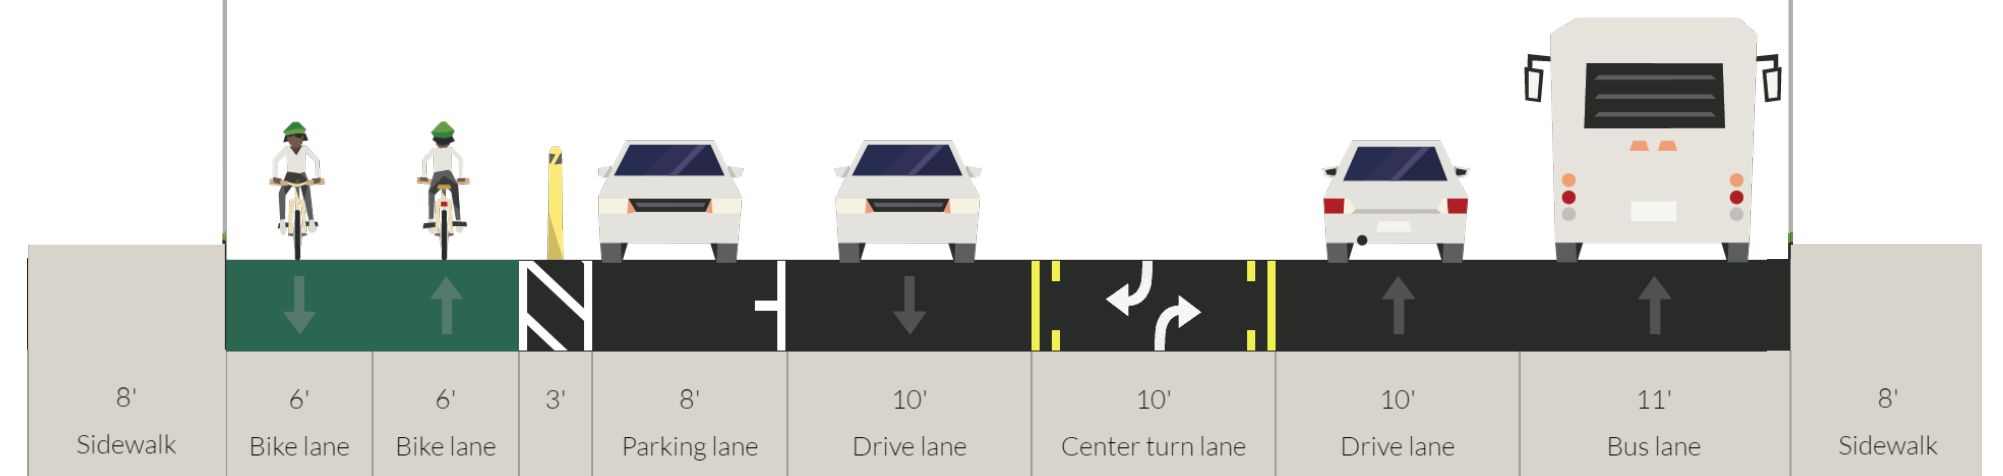 8' 6' 6' 3' 8' 10' 10' 10' 11' 8'
Sidewalk Bike lane Bike lane Parking lane Drive lane Center turn lane Drive lane Bus lane Sidewalk